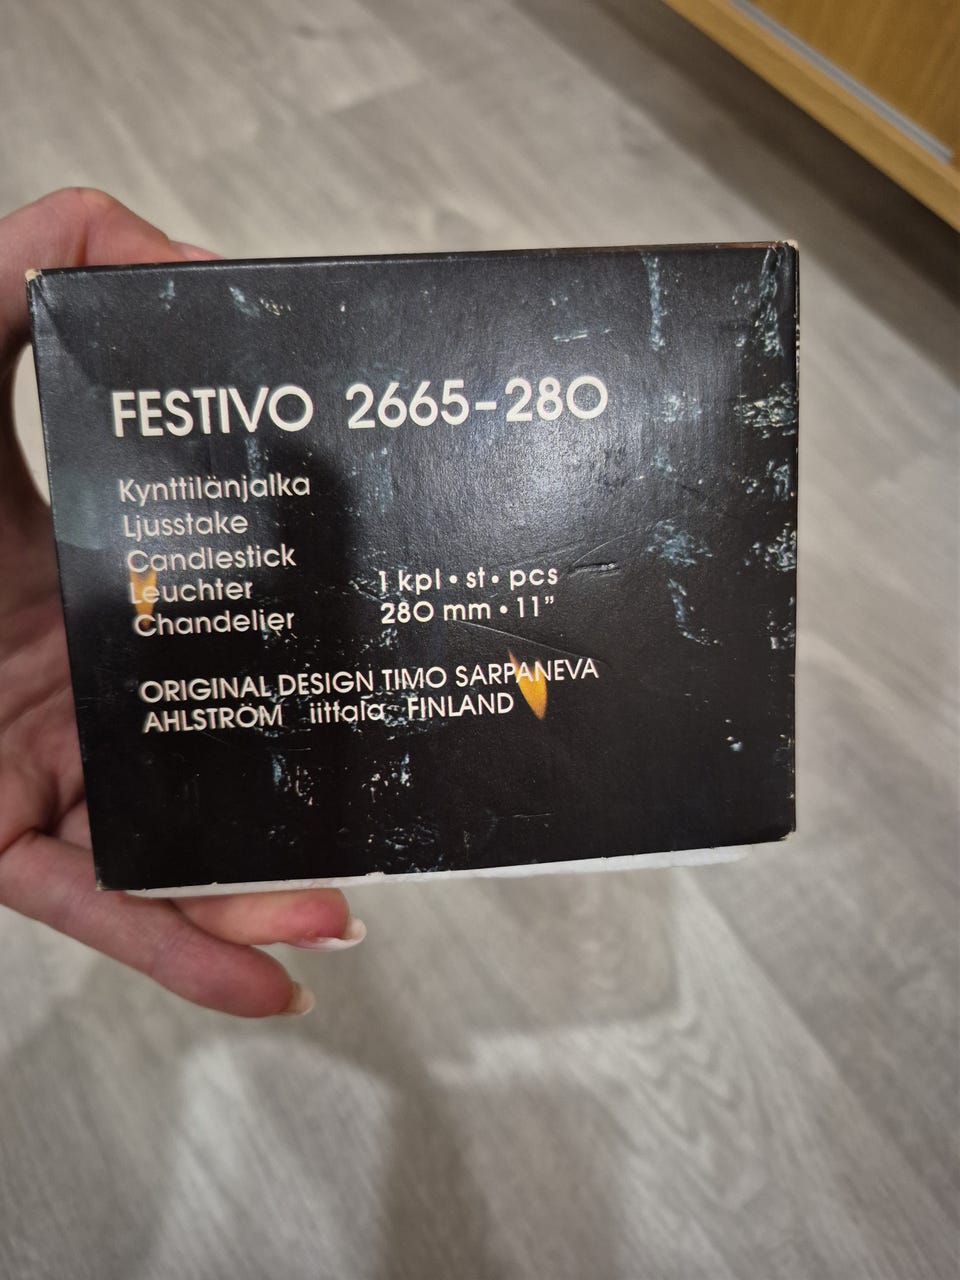 FESTIVO 2665-280
Kynttilänjalka
Ljusstake
Candlestick
Leuchter 1 kpl • st • pcs
Chandelier 280 mm • 11”
ORIGINAL DESIGN TIMO SARPANEVA
AHLSTRÖM iittala FINLAND